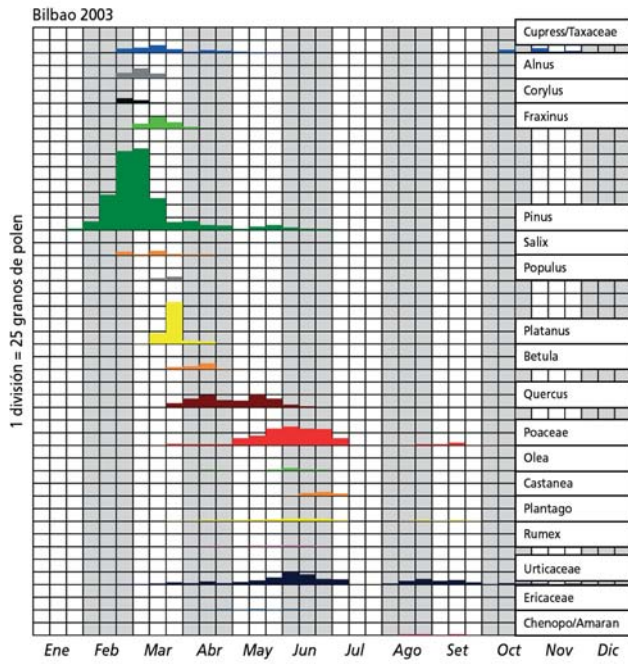 Bilbao 2003
1 división = 25 granos de polen
Cupress/Taxaceae
Alnus
Corylus
Fraxinus
Pinus
Salix
Populus
Platanus
Betula
Quercus
Poaceae
Olea
Castanea
Plantago
Rumex
Urticaceae
Ericaceae
Chenopo/Amaran
Ene Feb Mar Abr May Jun Jul Ago Set Oct Nov Dic